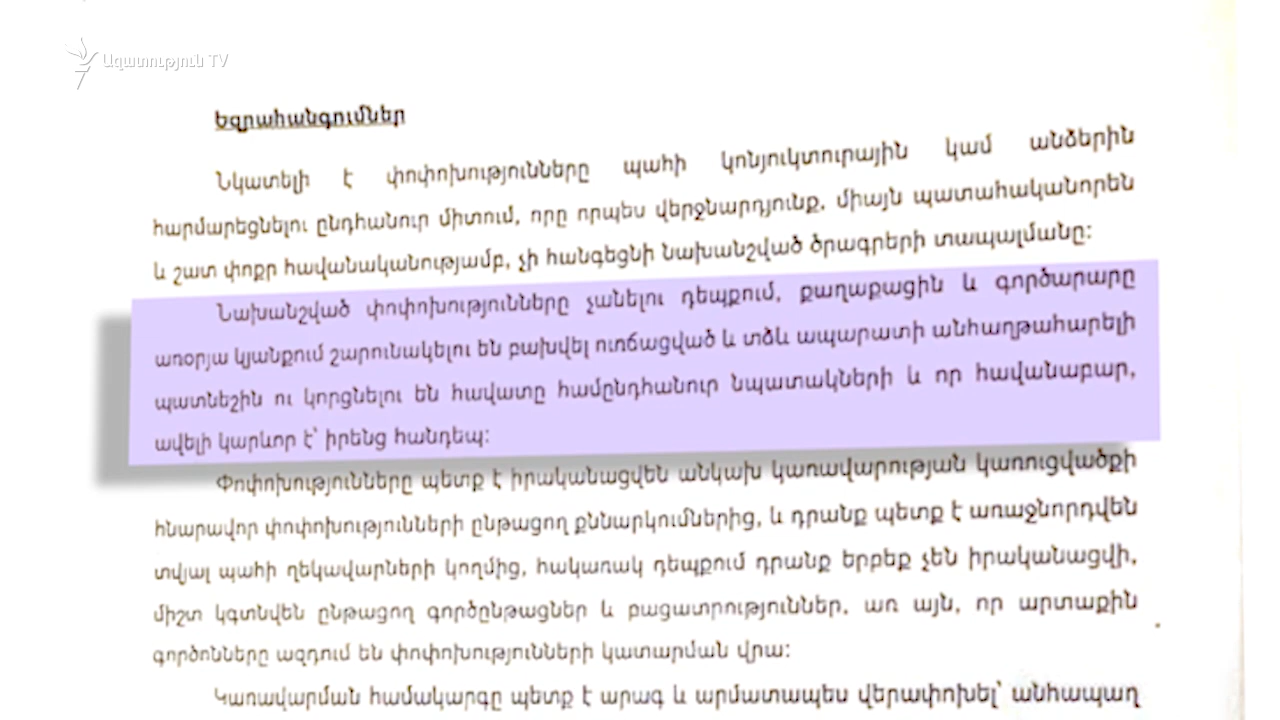 Ազատություն TV
Եզրահանգումներ
Նկատելի է փոփոխությունները պահի կոնյուկտուրային կամ անձերին
հարմարեցնելու ընդհանուր միտում, որը որպես վերջնարդյունք, միայն պատահականորեն
և շատ փոքր հավանականությամբ, չի հանգեցնի նախանշված ծրագրերի տապալմանը:
Նախանշված փոփոխությունները չանելու դեպքում, քաղաքացին և գործարարը
առօրյա կյանքում շարունակելու են բախվել ուռճացված և տձև ապարատի անհաղթահարելի
պատնեշին ու կորցնելու են հավատը համընդհանուր նպատակների և որ հավանաբար,
ավելի կարևոր է՝ իրենց հանդեպ:
Փոփոխությունները պետք է իրականացվեն անկախ կառավարության կառուցվածքի
հնարավոր փոփոխությունների ընթացող քննարկումներից, և դրանք պետք է առաջնորդվեն
տվյալ պահի ղեկավարների կողմից, հակառակ դեպքում դրանք երբեք չեն իրականացվի,
միշտ կգտնվեն ընթացող գործընթացներ և բացատրություններ, առ այն, որ արտաքին
գործոնները ազդում են փոփոխությունների կատարման վրա:
Կառավարման համակարգը պետք է արագ և արմատապես վերափոխել՝ անհապաղ